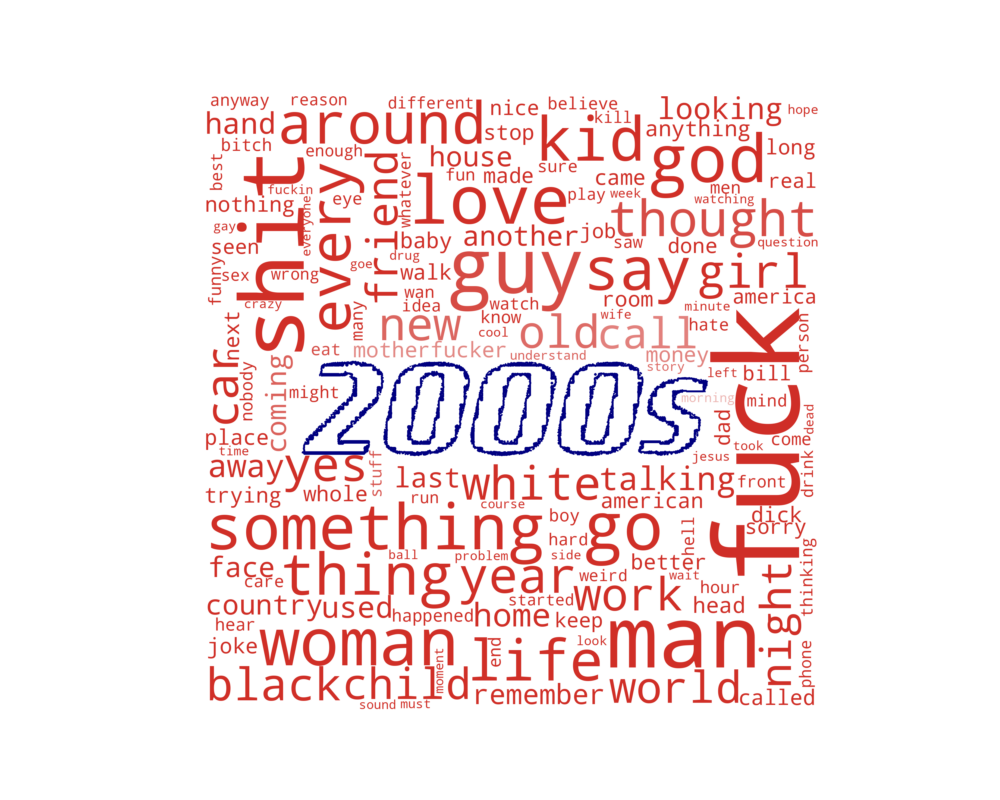 anyway reason different nice believe looking hope
hand around stop kid kill anything
bitch enough house god long
best shit fuckin every friend whatever fun made sure came men real
nothing eye love play week watching
gay everyone thought
seen baby another job saw done question
funny sex wrong goe drug walk guy say girl
crazy many wan idea watch room wife minute america
next new know cool old call hate person
car eat motherfucker understand money fuck
nobody coming might story left bill
2000s morning mind
place dad took come dead
time jesus
away yes stuff last white talking front drink
trying whole run course american dick
something boy go sorry
ball problem hard side hell
face care thing year weird better wait
country used started work hour thinking
hear happened home keep head night
joke woman end life look man phone
black child moment remember world called
sound must